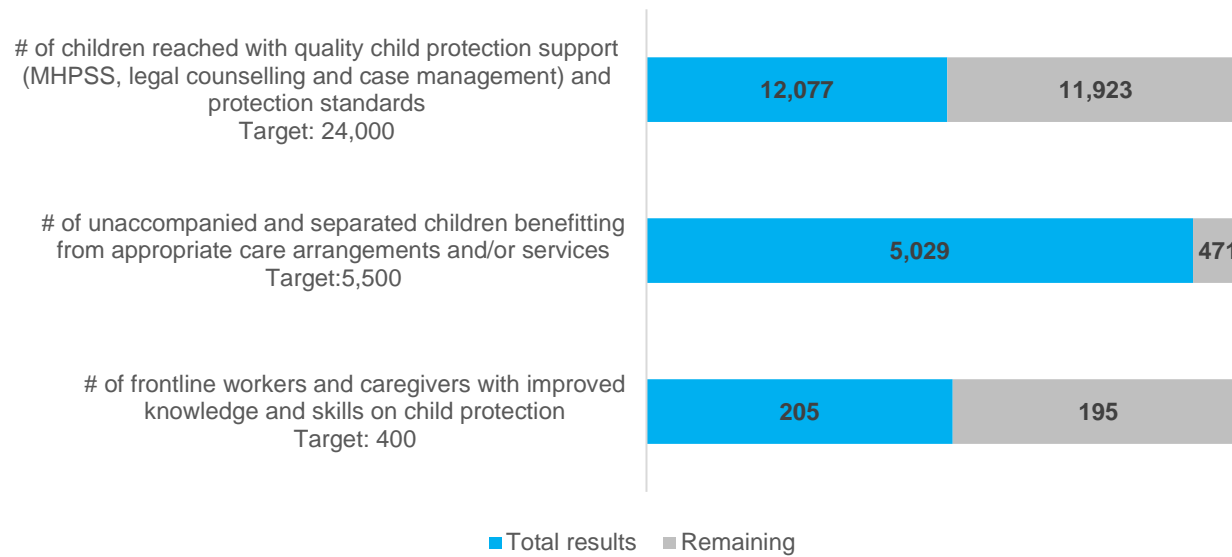 # of children reached with quality child protection support
(MHPSS, legal counselling and case management) and
protection standards
Target: 24,000
12,077
11,923
# of unaccompanied and separated children benefitting
from appropriate care arrangements and/or services
Target:5,500
5,029
471
# of frontline workers and caregivers with improved
knowledge and skills on child protection
Target: 400
205
195
Total results
Remaining